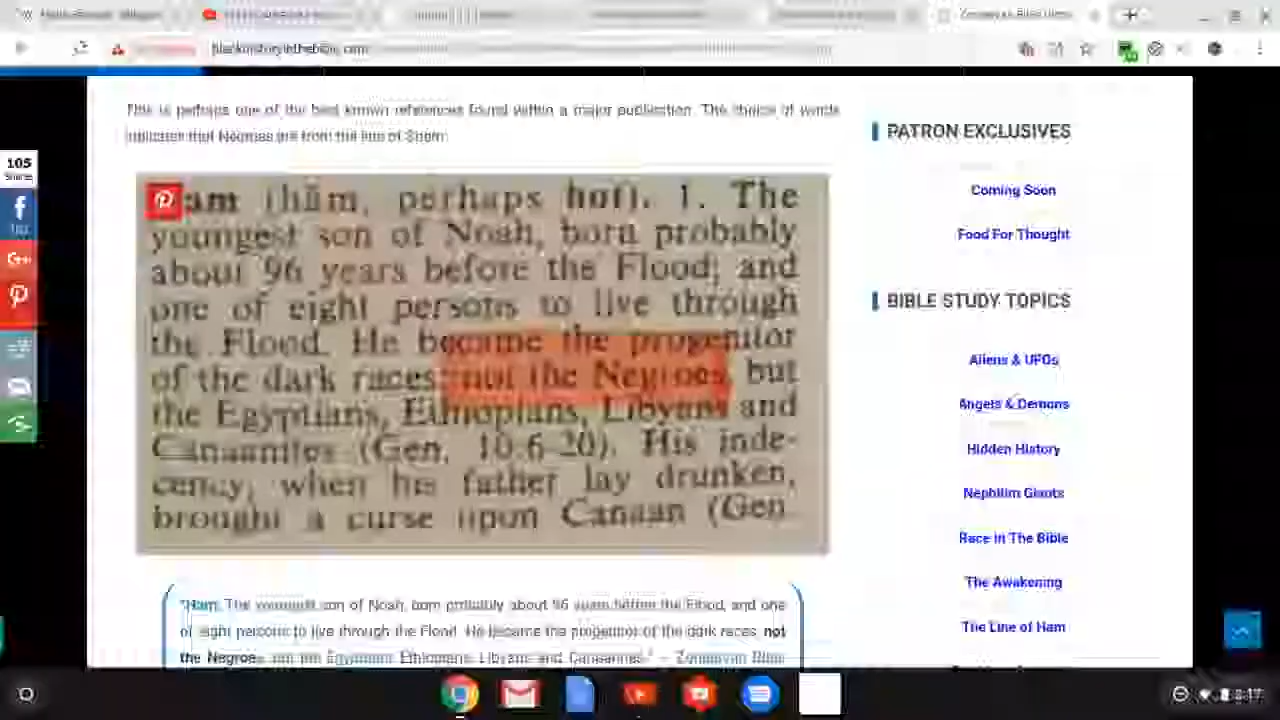 blackhistoryinthebible.com
This is perhaps one of the best known references found within a major publication. The choice of words
indicates that Negroes are from the line of Shem.
PATRON EXCLUSIVES
Coming Soon
Food For Thought
105
Shares
am (hăm, perhaps hot). 1. The
youngest son of Noah, born probably
about 96 years before the Flood; and
one of eight persons to live through
the Flood. He became the progenitor
of the dark races; not the Negroes, but
the Egyptians, Ethiopians, Libyans and
Canaanites (Gen. 10:6-20). His inde-
cency, when his father lay drunken,
brought a curse upon Canaan (Gen.
BIBLE STUDY TOPICS
Aliens & UFOs
Angels & Demons
Hidden History
Nephilim Giants
Race In The Bible
The Awakening
The Line of Ham
"Ham. The youngest son of Noah, born probably about 96 years before the Flood; and one
of eight persons to live through the Flood. He became the progenitor of the dark races; not
the Negroes, but the Egyptians, Ethiopians, Libyans and Canaanites." - Zondervan Bible
G+
8:17